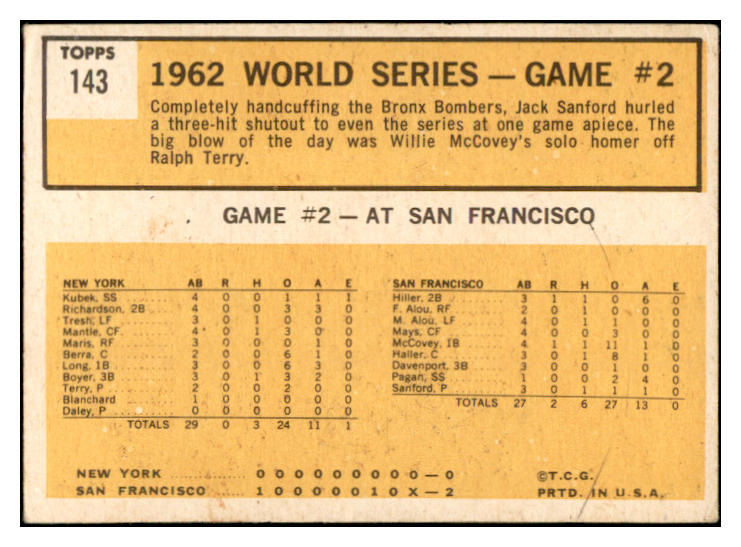 TOPPS
143
1962 WORLD SERIES — GAME #2
Completely handcuffing the Bronx Bombers, Jack Sanford hurled
a three-hit shutout to even the series at one game apiece. The
big blow of the day was Willie McCovey's solo homer off
Ralph Terry.
GAME #2 — AT SAN FRANCISCO
NEW YORK AB R H O A E
Kubek, SS 4 0 0 1 1 1
Richardson, 2B 4 0 0 3 3 0
Tresh, LF 3 0 1 0 0 0
Mantle, CF. 4 0 1 3 0 0
Maris, RF 3 0 0 0 1 0
Berra, C 2 0 0 6 1 0
Long, 1B 3 0 0 6 3 0
Boyer, 3B 3 0 1 3 2 0
Terry, P 2 0 0 2 0 0
Blanchard 1 0 0 0 0 0
Daley, P 0 0 0 0 0 0
TOTALS 29 0 3 24 11 1
SAN FRANCISCO AB R H O A E
Hiller, 2B 3 1 1 0 6 0
F. Alou, RF 2 0 1 0 0 0
M. Alou, LF 4 0 1 1 0 0
Mays, CF 4 0 0 3 0 0
McCovey, 1B 4 1 1 11 1 0
Haller, C 3 0 1 8 1 0
Davenport, 3B 3 0 0 1 0 0
Pagan, SS 1 0 0 2 4 0
Sanford, P 3 0 1 1 1 0
TOTALS 27 2 6 27 13 0
NEW YORK 0 0 0 0 0 0 0 0 0 — 0
SAN FRANCISCO 1 0 0 0 0 0 1 0 X — 2
©T.C.G.
PRTD. IN U.S.A.